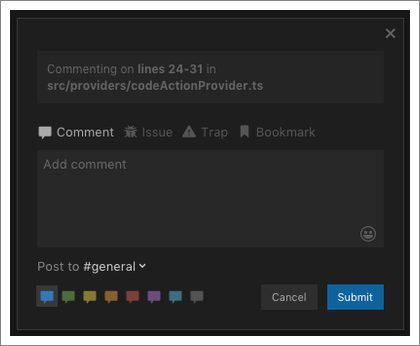 Commenting on lines 24-31 in
src/providers/codeActionProvider.ts
Comment Issue Trap Bookmark
Add comment
Post to #general
Cancel Submit